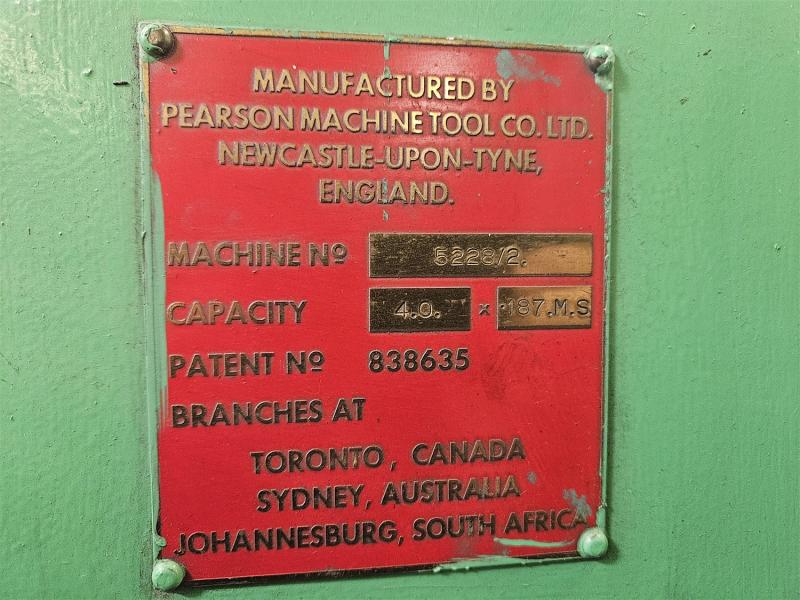 MANUFACTURED BY
PEARSON MACHINE TOOL CO. LTD.
NEWCASTLE-UPON-TYNE,
ENGLAND.
MACHINE Nº 5228/2.
CAPACITY 4.0." x .187.M.S
PATENT Nº 838635
BRANCHES AT
TORONTO, CANADA
SYDNEY, AUSTRALIA
JOHANNESBURG, SOUTH AFRICA